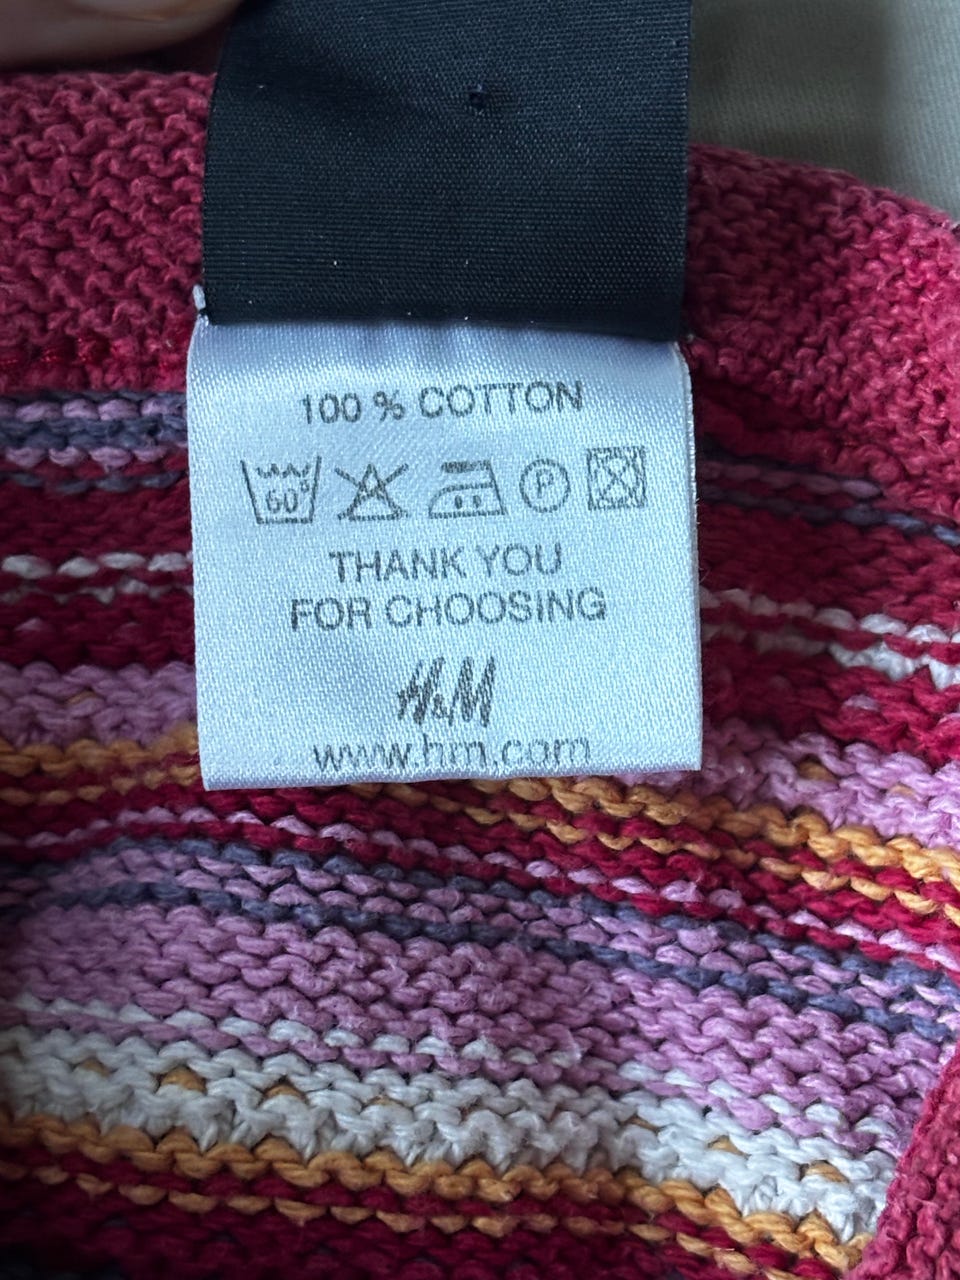 100 % COTTON
60° P
THANK YOU
FOR CHOOSING
H&M
www.hm.com